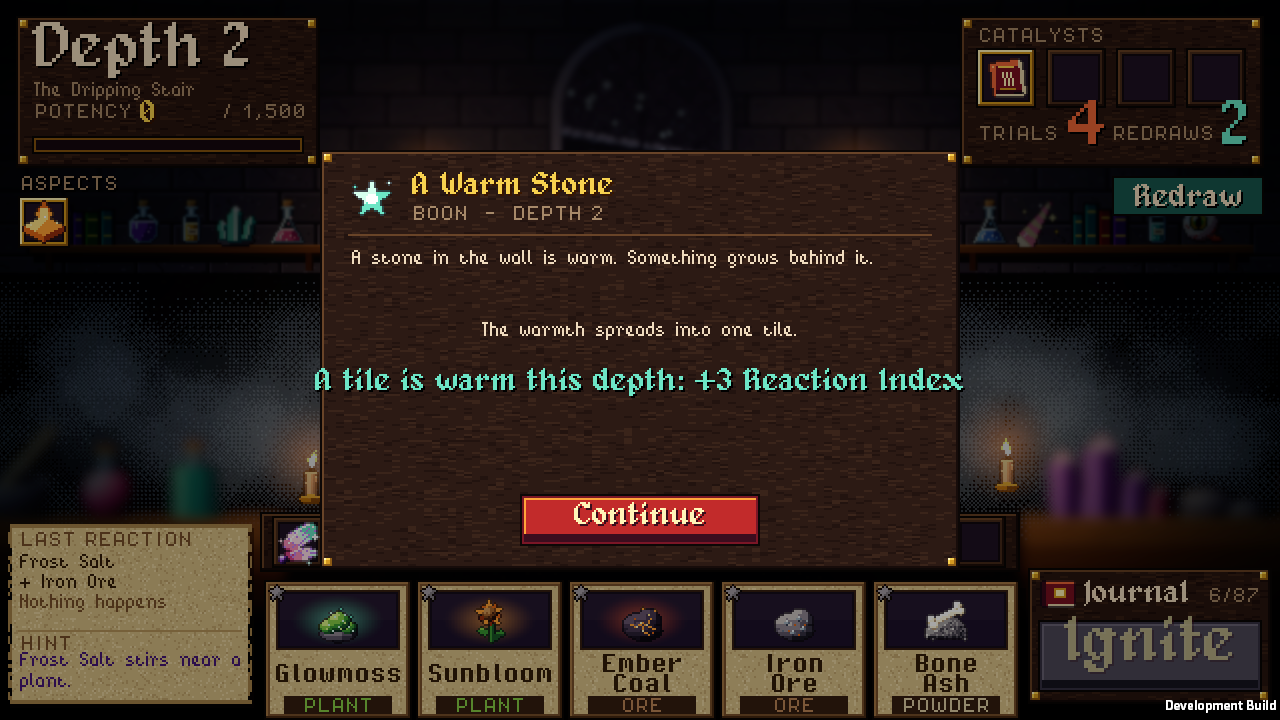 Depth 2
The Dripping Stair
POTENCY 0 / 1,500
ASPECTS
CATALYSTS
TRIALS 4 REDRAWS 2
Redraw
A Warm Stone
BOON - DEPTH 2
A stone in the wall is warm. Something grows behind it.
The warmth spreads into one tile.
A tile is warm this depth: +3 Reaction Index
Continue
LAST REACTION
Frost Salt
+ Iron Ore
Nothing happens
HINT
Frost Salt stirs near a
plant.
Glowmoss
PLANT
Sunbloom
PLANT
Ember
Coal
ORE
Iron
Ore
ORE
Bone
Ash
POWDER
Journal 6/87
Ignite
Development Build